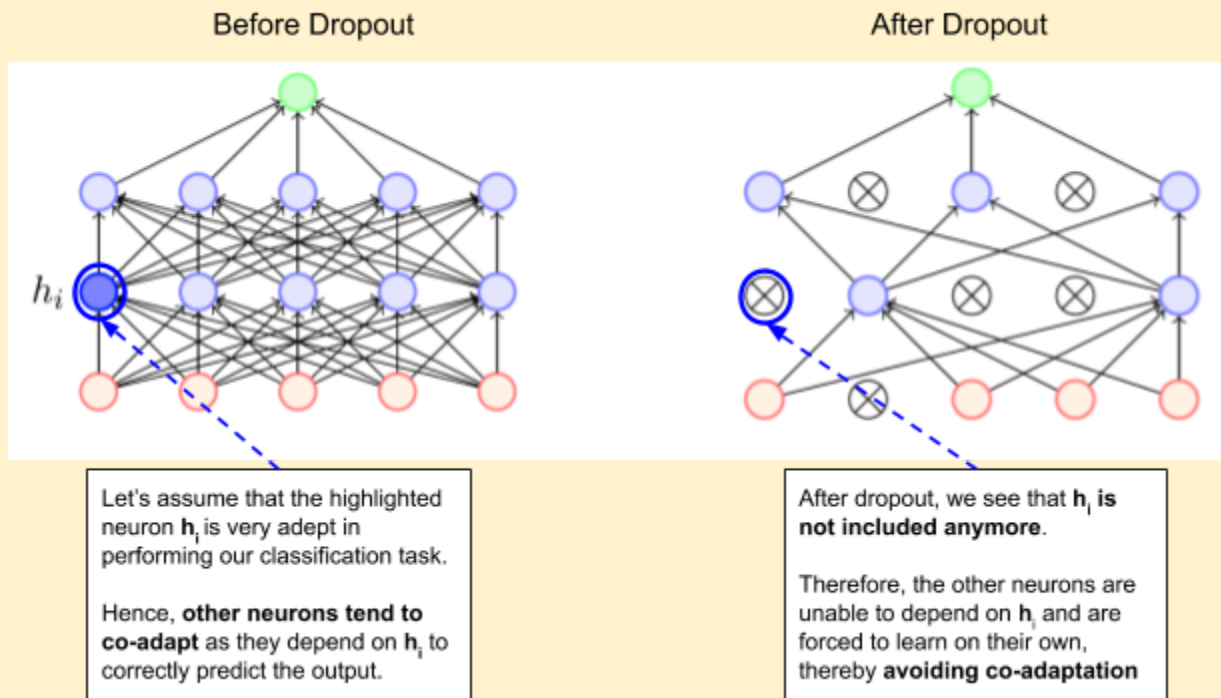 Before Dropout
After Dropout
hᵢ
Let's assume that the highlighted
neuron hᵢ is very adept in
performing our classification task.
Hence, other neurons tend to
co-adapt as they depend on hᵢ to
correctly predict the output.
After dropout, we see that hᵢ is
not included anymore.
Therefore, the other neurons are
unable to depend on hᵢ and are
forced to learn on their own,
thereby avoiding co-adaptation